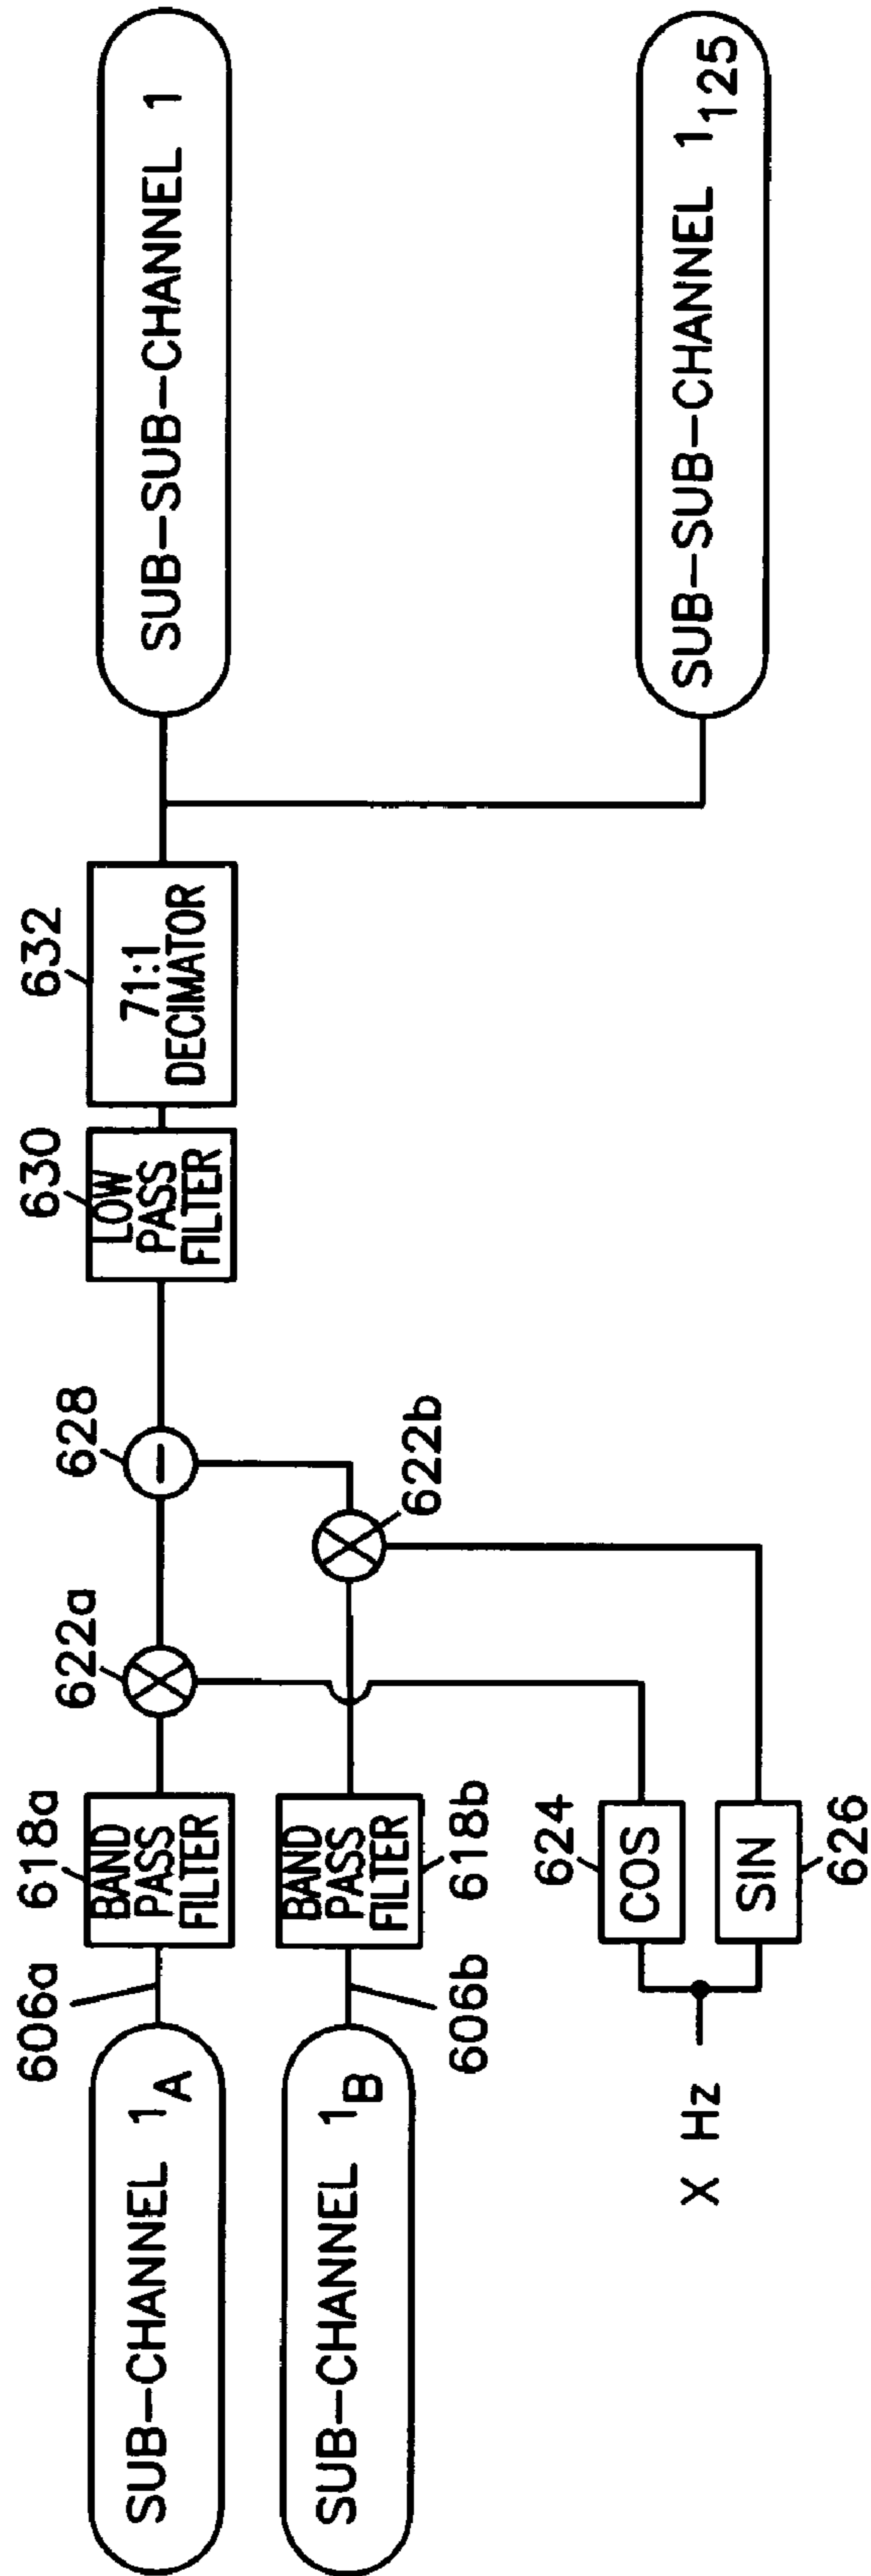 SUB-CHANNEL 1A
606a
618a
BAND
PASS
FILTER
622a
628
630
LOW
PASS
FILTER
632
71:1
DECIMATOR
SUB-SUB-CHANNEL 1
SUB-CHANNEL 1B
606b
BAND
PASS
FILTER
618b
622b
X Hz
624
COS
SIN
626
SUB-SUB-CHANNEL 1125